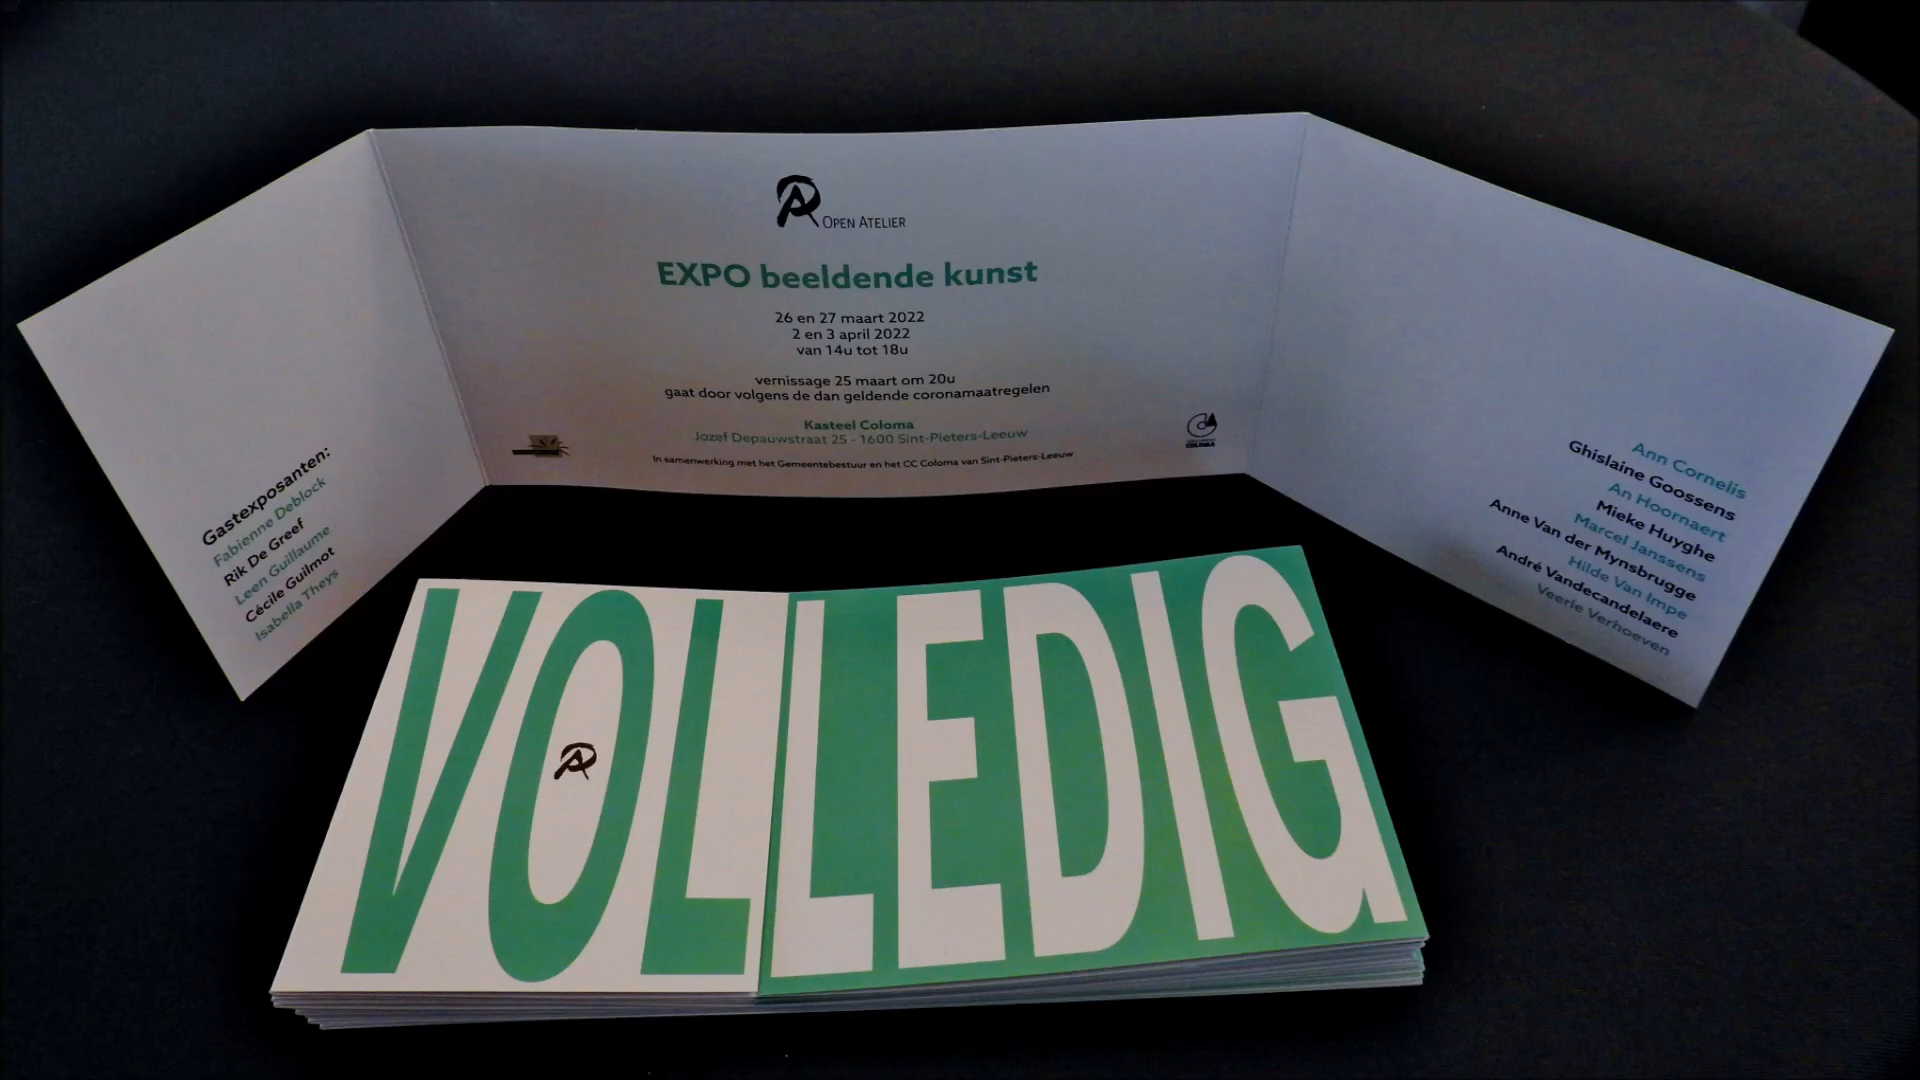 OPEN ATELIER
EXPO beeldende kunst
26 en 27 maart 2022
2 en 3 april 2022
van 14u tot 18u
vernissage 25 maart om 20u
gaat door volgens de dan geldende coronamaatregelen
Kasteel Coloma
Jozef Depauwstraat 25 - 1600 Sint-Pieters-Leeuw
In samenwerking met het Gemeentebestuur en het CC Coloma van Sint-Pieters-Leeuw
COLOMA
Gastexposanten:
Fabienne Deblock
Rik De Greef
Leen Guillaume
Cécile Guilmot
Isabella Theys
Ann Cornelis
Ghislaine Goossens
An Hoornaert
Mieke Huyghe
Marcel Janssens
Anne Van der Mynsbrugge
Hilde Van Impe
André Vandecandelaere
Veerle Verhoeven
VOLLEDIG